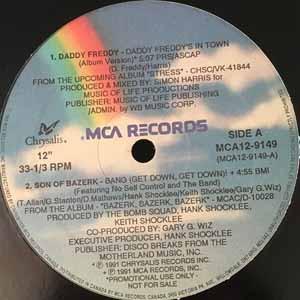 1. DADDY FREDDY - DADDY FREDDY'S IN TOWN
(Album Version)* 5:07 PRS/ASCAP
(D. Freddy/Harris)
FROM THE UPCOMING ALBUM "STRESS" - CHSC/VK-41844
PRODUCED & MIXED BY: SIMON HARRIS for
MUSIC OF LIFE PRODUCTIONS
PUBLISHER: MUSIC OF LIFE PUBLISHING
/ADMIN. by WB MUSIC CORP.
Chrysalis.
MCA RECORDS
12"
33-1/3 RPM
SIDE A
MCA12-9149
(MCA12-9149-A)
2. SON OF BAZERK - BANG (GET DOWN, GET DOWN!) + 4:55 BMI
(Featuring No Self Control and The Band)
(T.Allan/G.Stanton/D.Mathews/Hank Shocklee/Keith Shocklee/Gary G.Wiz)
FROM THE ALBUM - "BAZERK, BAZERK, BAZERK" - MCAC/D-10028
PRODUCED BY THE BOMB SQUAD, HANK SHOCKLEE,
KEITH SHOCKLEE
CO-PRODUCED BY: GARY G. WIZ
EXECUTIVE PRODUCER, HANK SHOCKLEE
PUBLISHER: DISCO BREAKS FROM THE
MOTHERLAND MUSIC, INC.
*℗ 1991 CHRYSALIS RECORDS INC.
+℗ 1991 MCA RECORDS, INC.
PROMOTIONAL USE ONLY -
NOT FOR SALE